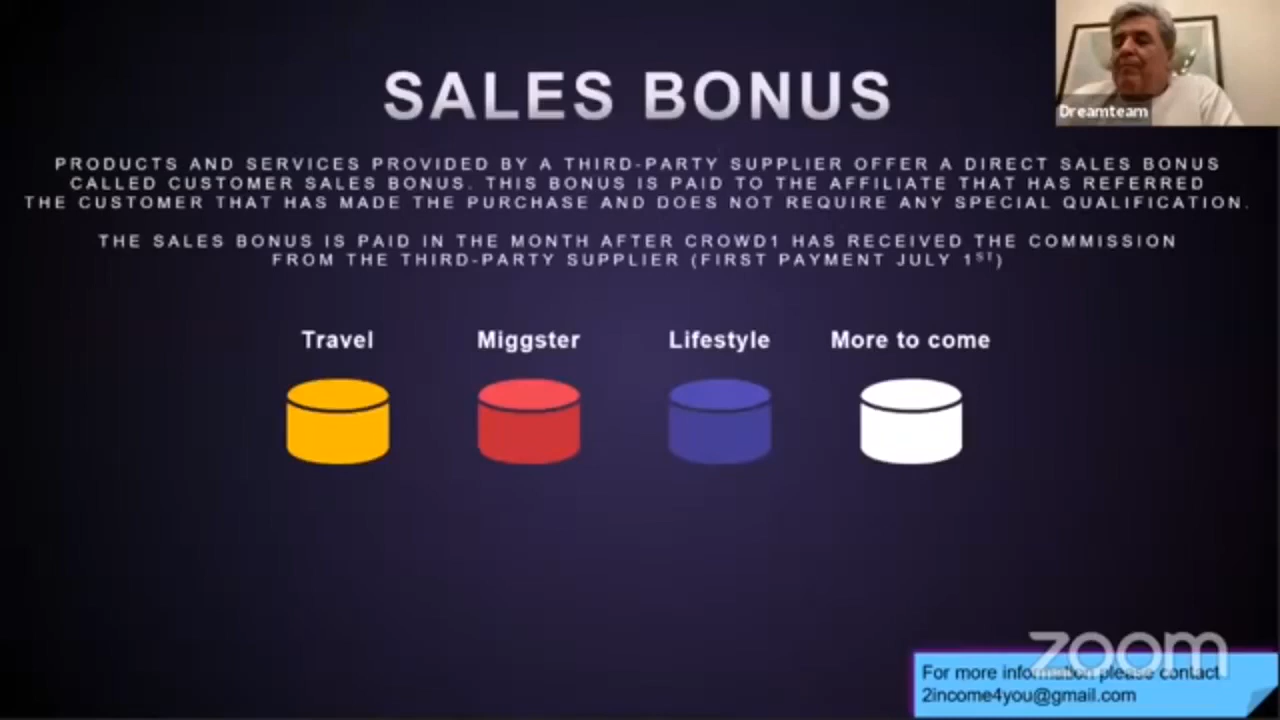 SALES BONUS
Dreamteam
PRODUCTS AND SERVICES PROVIDED BY A THIRD-PARTY SUPPLIER OFFER A DIRECT SALES BONUS
CALLED CUSTOMER SALES BONUS. THIS BONUS IS PAID TO THE AFFILIATE THAT HAS REFERRED
THE CUSTOMER THAT HAS MADE THE PURCHASE AND DOES NOT REQUIRE ANY SPECIAL QUALIFICATION.
THE SALES BONUS IS PAID IN THE MONTH AFTER CROWD1 HAS RECEIVED THE COMMISSION
FROM THE THIRD-PARTY SUPPLIER (FIRST PAYMENT JULY 1ST)
Travel Miggster Lifestyle More to come
zoom
For more information please contact
2income4you@gmail.com